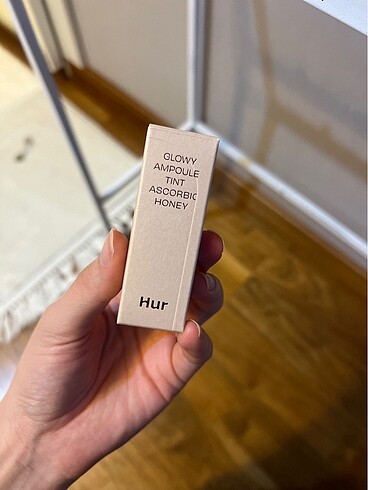 GLOWY
AMPOULE
TINT
ASCORBIC
HONEY
Hur